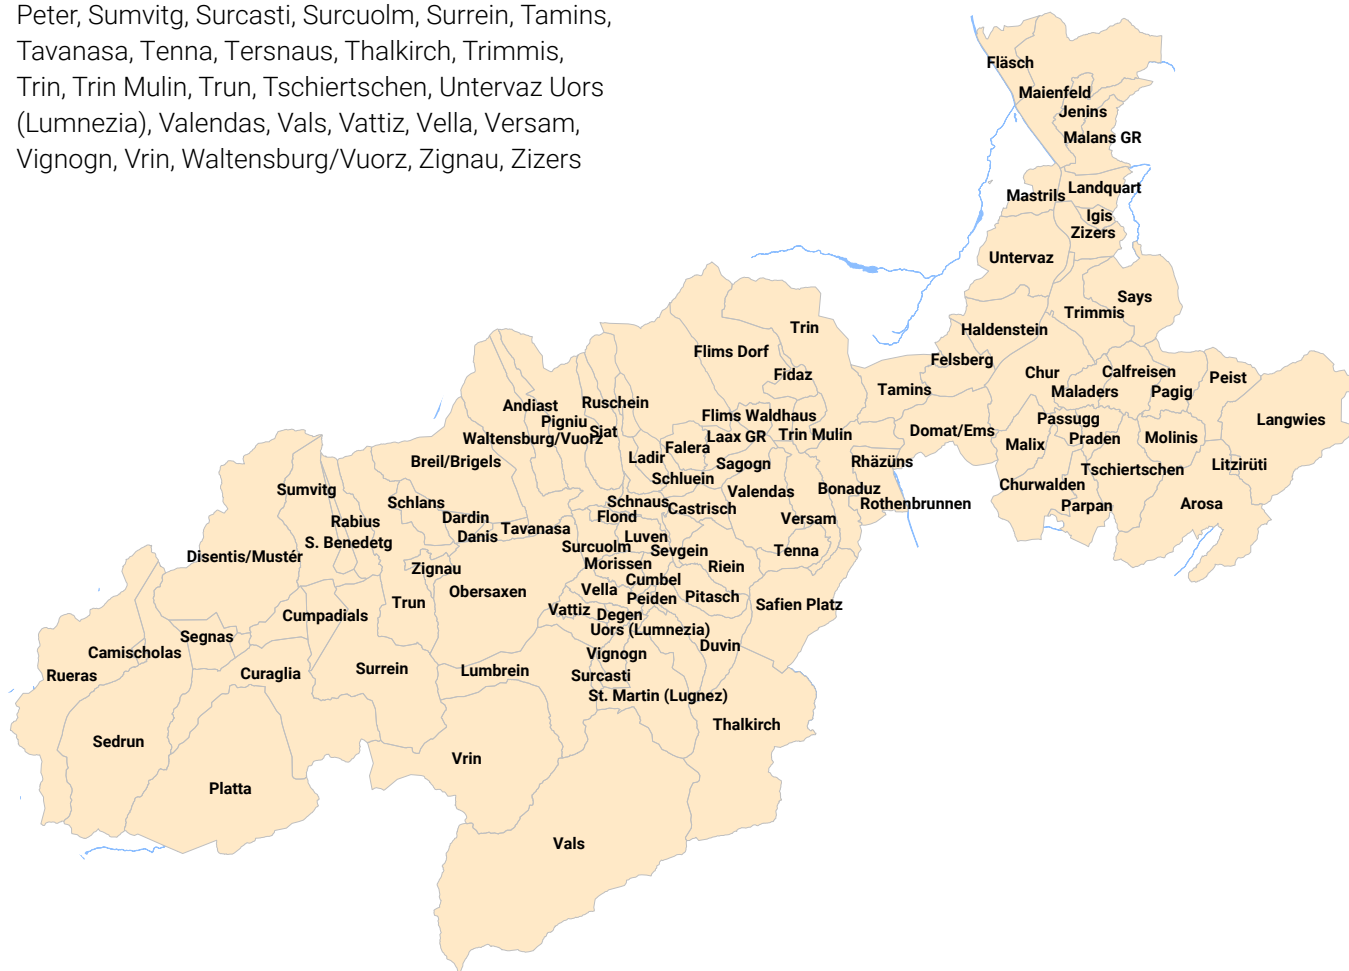 Peter, Sumvitg, Surcasti, Surcuolm, Surrein, Tamins,
Tavanasa, Tenna, Tersnaus, Thalkirch, Trimmis,
Trin, Trin Mulin, Trun, Tschiertschen, Untervaz Uors
(Lumnezia), Valendas, Vals, Vattiz, Vella, Versam,
Vignogn, Vrin, Waltensburg/Vuorz, Zignau, Zizers
Fläsch
Maienfeld
Jenins
Malans GR
Landquart
Mastrils
Igis
Zizers
Untervaz
Says
Trimmis
Haldenstein
Trin
Flims Dorf
Felsberg
Fidaz
Chur
Calfreisen
Peist
Tamins
Maladers
Pagig
Ruschein
Andiast
Pigniu
Siat
Waltensburg/Vuorz
Flims Waldhaus
Passugg
Langwies
Domat/Ems
Laax GR
Trin Mulin
Praden
Molinis
Malix
Falera
Ladir
Breil/Brigels
Rhäzüns
Sagogn
Litzirüti
Tschiertschen
Schluein
Churwalden
Sumvitg
Valendas
Bonaduz
Schlans
Schnaus
Castrisch
Rothenbrunnen
Parpan
Arosa
Flond
Dardin
Versam
Rabius
Tavanasa
Danis
Luven
S. Benedetg
Surcuolm
Sevgein
Tenna
Disentis/Mustér
Morissen
Riein
Zignau
Cumbel
Obersaxen
Vella
Peiden
Pitasch
Trun
Safien Platz
Vattiz
Degen
Cumpadials
Uors (Lumnezia)
Segnas
Duvin
Camischolas
Vignogn
Surrein
Lumbrein
Curaglia
Rueras
Surcasti
St. Martin (Lugnez)
Thalkirch
Sedrun
Vrin
Platta
Vals